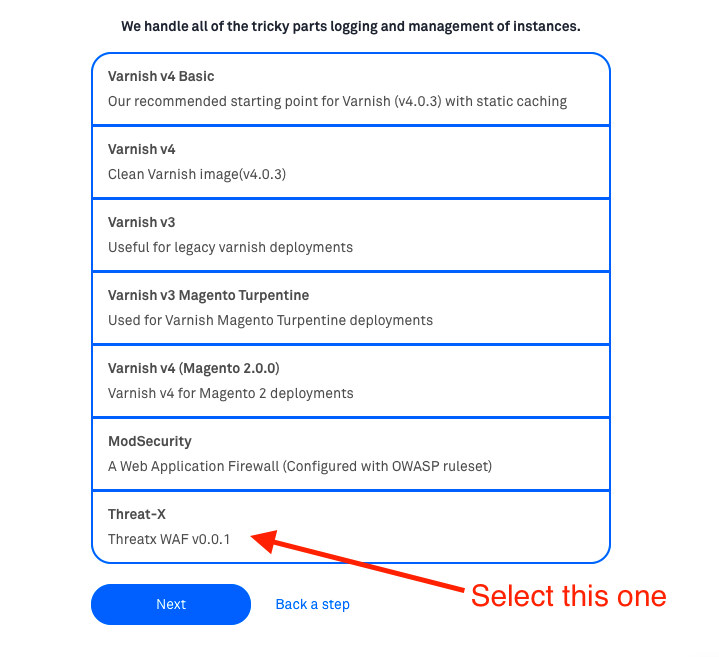 We handle all of the tricky parts logging and management of instances.
Varnish v4 Basic
Our recommended starting point for Varnish (v4.0.3) with static caching
Varnish v4
Clean Varnish image(v4.0.3)
Varnish v3
Useful for legacy varnish deployments
Varnish v3 Magento Turpentine
Used for Varnish Magento Turpentine deployments
Varnish v4 (Magento 2.0.0)
Varnish v4 for Magento 2 deployments
ModSecurity
A Web Application Firewall (Configured with OWASP ruleset)
Threat-X
Threatx WAF v0.0.1
Select this one
Next
Back a step